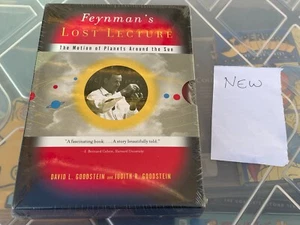 Feynman's
LOST LECTURE
The Motion of Planets Around the Sun
NEW
"A fascinating book . . . A story beautifully told."
DAVID L. GOODSTEIN and JUDITH R. GOODSTEIN